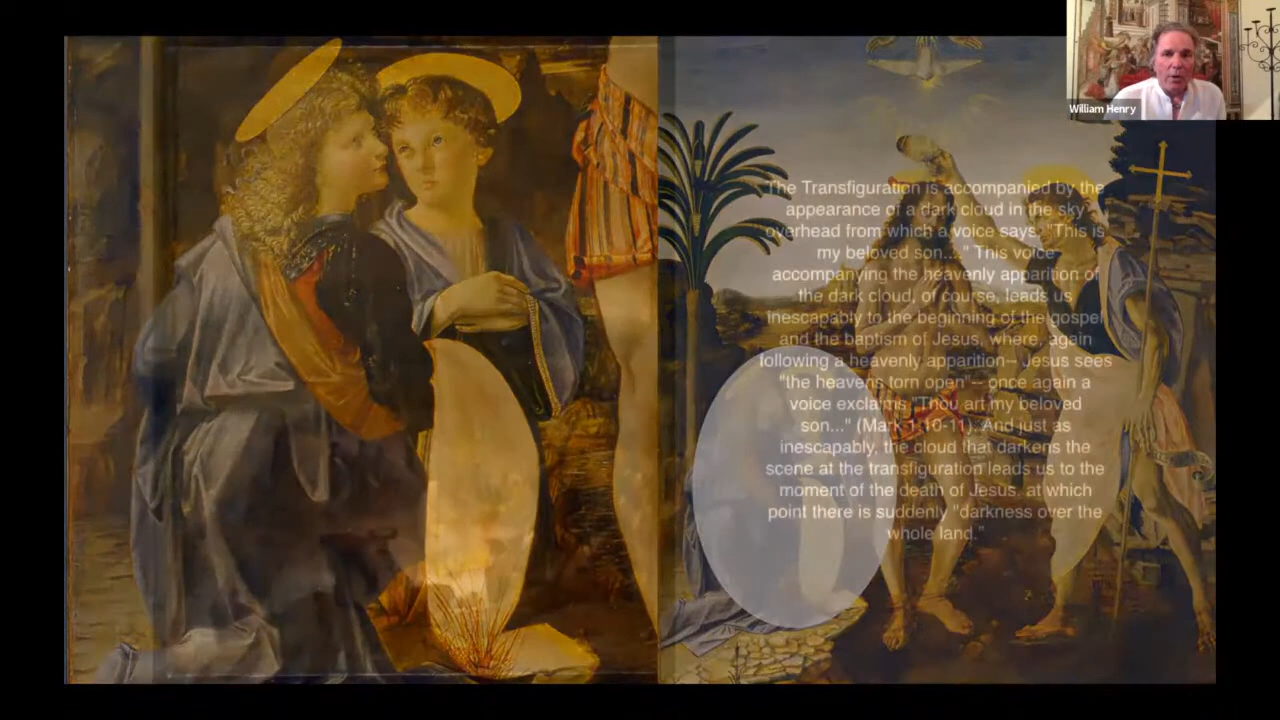 William Henry
The Transfiguration is accompanied by the
appearance of a dark cloud in the sky
overhead from which a voice says, "This is
my beloved son..." This voice
accompanying the heavenly apparition of
the dark cloud, of course, leads us
inescapably to the beginning of the gospel
and the baptism of Jesus, where, again
following a heavenly apparition-- Jesus sees
"the heavens torn open"-- once again a
voice exclaims, "Thou art my beloved
son..." (Mark 1:10-11). And just as
inescapably, the cloud that darkens the
scene at the transfiguration leads us to the
moment of the death of Jesus, at which
point there is suddenly "darkness over the
whole land."